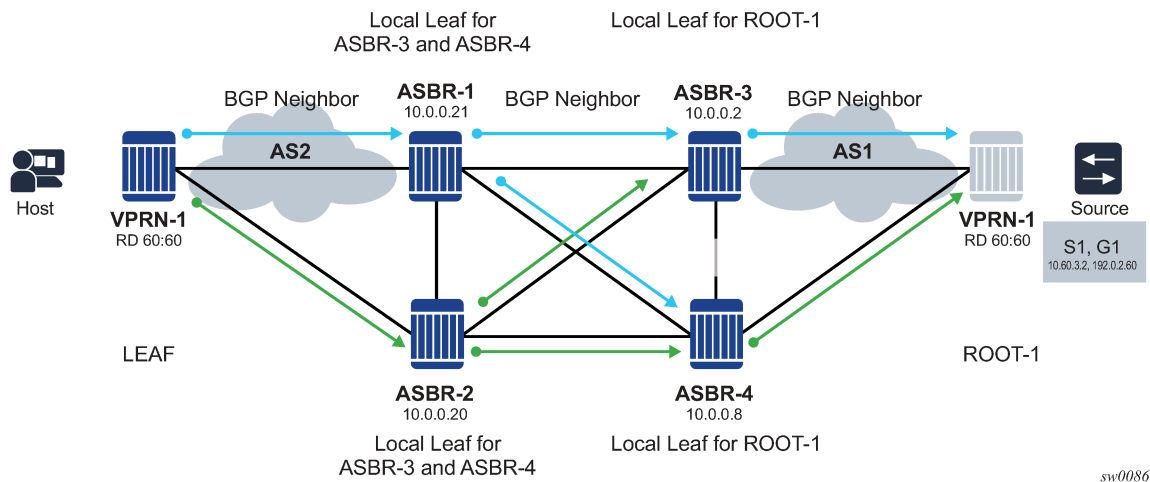 Local Leaf for
ASBR-3 and ASBR-4
Local Leaf for ROOT-1
BGP Neighbor
ASBR-1
10.0.0.21
BGP Neighbor
ASBR-3
10.0.0.2
BGP Neighbor
AS2
AS1
Host
VPRN-1
RD 60:60
VPRN-1
RD 60:60
Source
S1, G1
10.60.3.2, 192.0.2.60
LEAF
ROOT-1
ASBR-2
10.0.0.20
ASBR-4
10.0.0.8
Local Leaf for
ASBR-3 and ASBR-4
Local Leaf for ROOT-1
sw0086